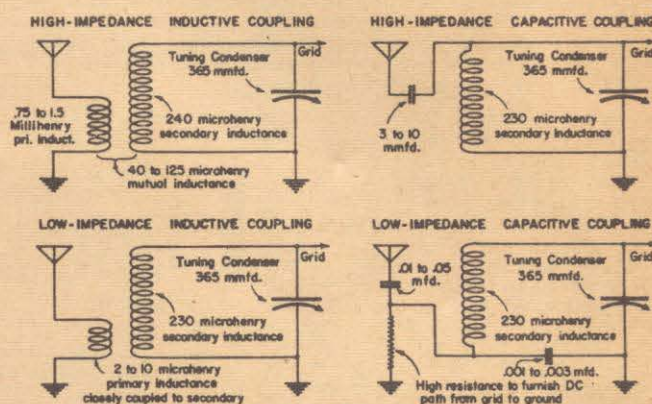 HIGH-IMPEDANCE INDUCTIVE COUPLING
Grid
Tuning Condenser
365 mmfd.
.75 to 1.5
Millihenry
pri. induct.
240 microhenry
secondary inductance
40 to 125 microhenry
mutual inductance
HIGH-IMPEDANCE CAPACITIVE COUPLING
Grid
Tuning Condenser
365 mmfd.
3 to 10
mmfd.
230 microhenry
secondary inductance
LOW-IMPEDANCE INDUCTIVE COUPLING
Grid
Tuning Condenser
365 mmfd.
230 microhenry
secondary inductance
2 to 10 microhenry
primary inductance
closely coupled to secondary
LOW-IMPEDANCE CAPACITIVE COUPLING
Grid
Tuning Condenser
365 mmfd.
.01 to .05
mfd.
230 microhenry
secondary inductance
.001 to .003 mfd.
High resistance to furnish DC
path from grid to ground